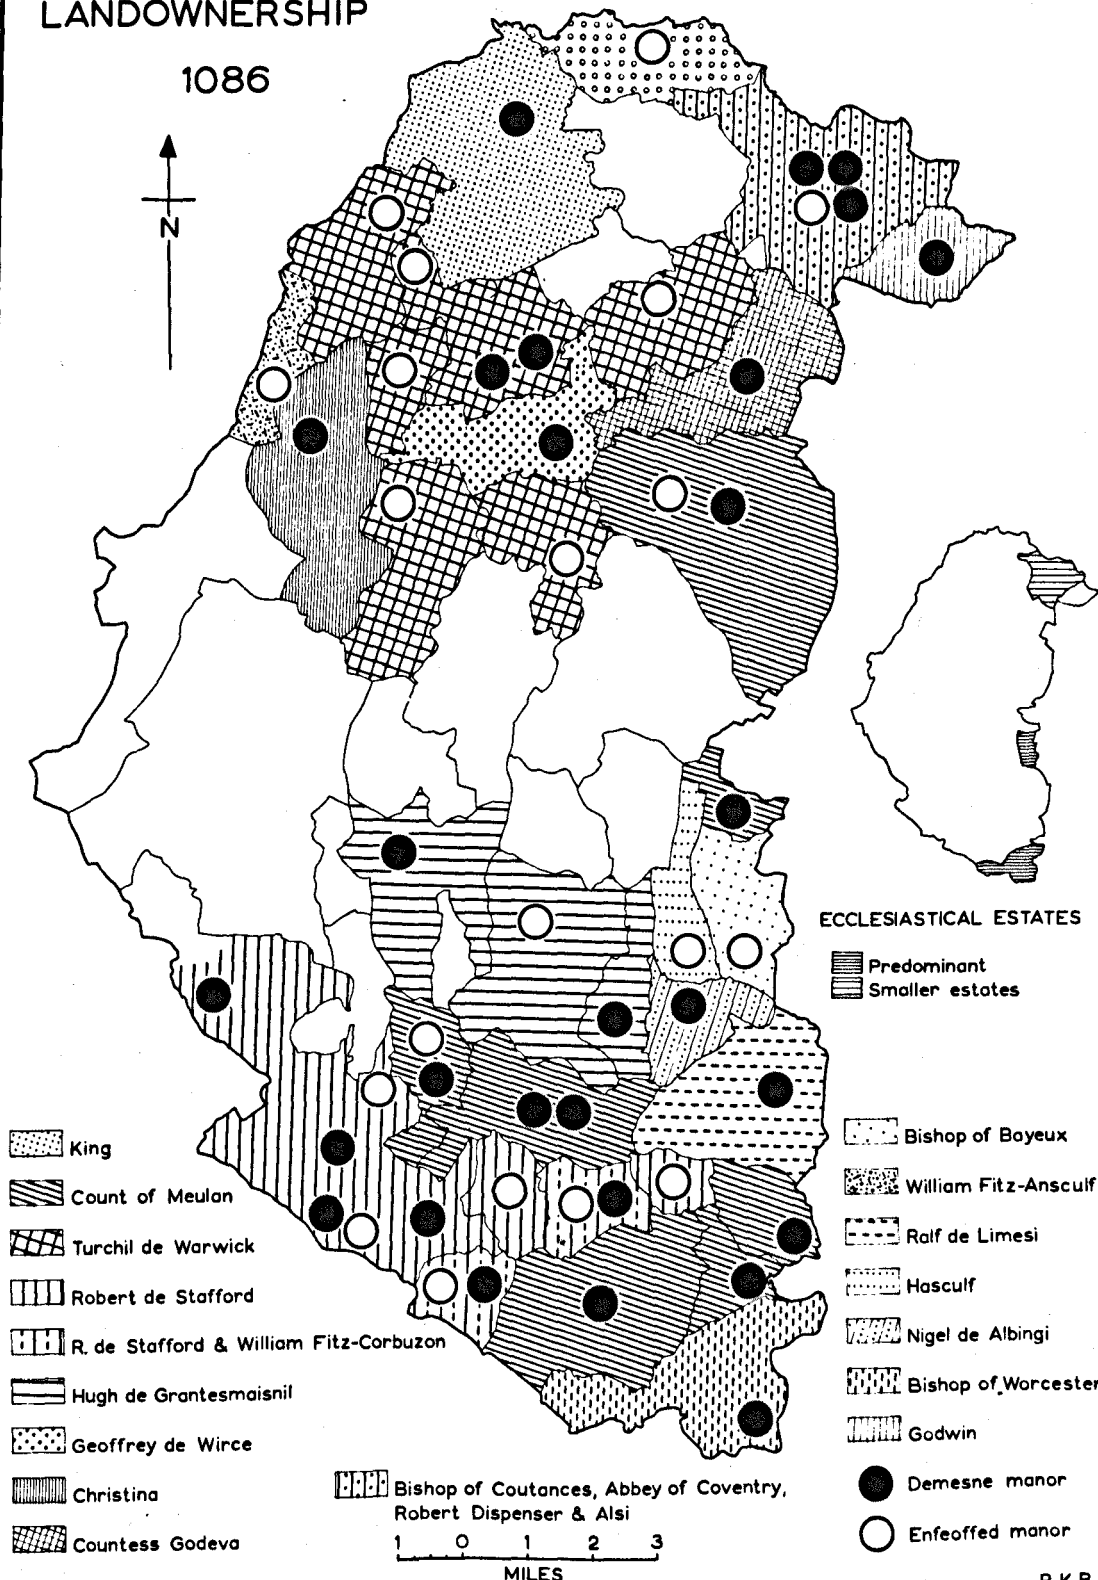 LANDOWNERSHIP
1086
N
ECCLESIASTICAL ESTATES
Predominant
Smaller estates
King
Count of Meulan
Turchil de Warwick
Robert de Stafford
R. de Stafford & William Fitz-Corbuzon
Hugh de Grantesmaisnil
Geoffrey de Wirce
Christina
Countess Godeva
Bishop of Coutances, Abbey of Coventry,
Robert Dispenser & Alsi
1 0 1 2 3
MILES
Bishop of Bayeux
William Fitz-Ansculf
Ralf de Limesi
Hasculf
Nigel de Albingi
Bishop of Worcester
Godwin
Demesne manor
Enfeoffed manor